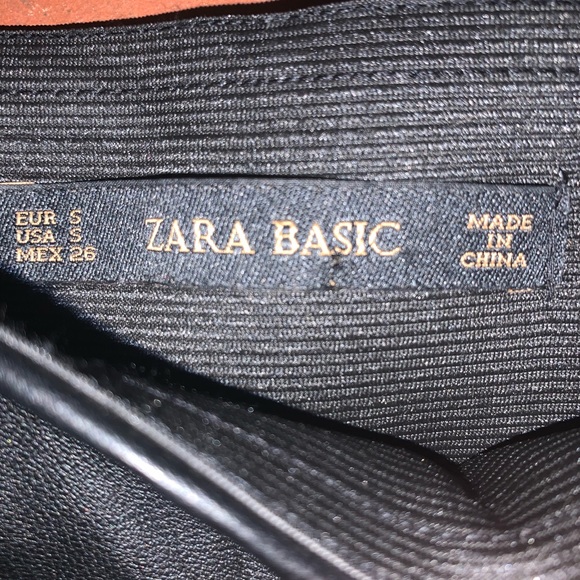 EUR S
USA S
MEX 26
ZARA BASIC
MADE
IN
CHINA